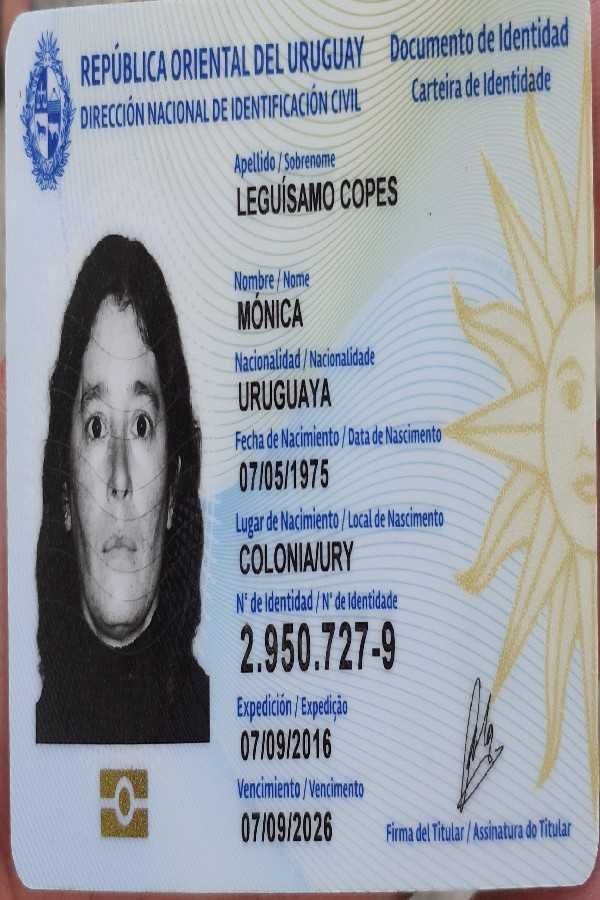 REPÚBLICA ORIENTAL DEL URUGUAY
DIRECCIÓN NACIONAL DE IDENTIFICACIÓN CIVIL
Documento de Identidad
Carteira de Identidade
Apellido / Sobrenome
LEGUÍSAMO COPES
Nombre / Nome
MÓNICA
Nacionalidad / Nacionalidade
URUGUAYA
Fecha de Nacimiento / Data de Nascimento
07/05/1975
Lugar de Nacimiento / Local de Nascimento
COLONIA/URY
N° de Identidad / N° de Identidade
2.950.727-9
Expedición / Expedição
07/09/2016
Vencimiento / Vencimento
07/09/2026
Firma del Titular / Assinatura do Titular